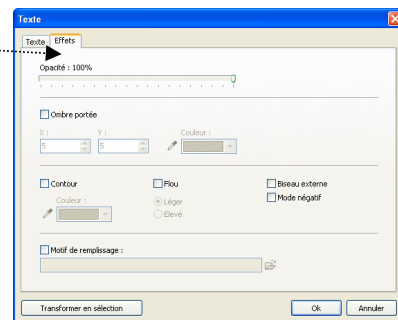 Texte
Texte Effets
Opacité : 100%
Ombre portée
X : Y : Couleur :
5 5
Contour Flou Biseau externe
Couleur : Léger Mode négatif
Elevé
Motif de remplissage :
Transformer en sélection Ok Annuler